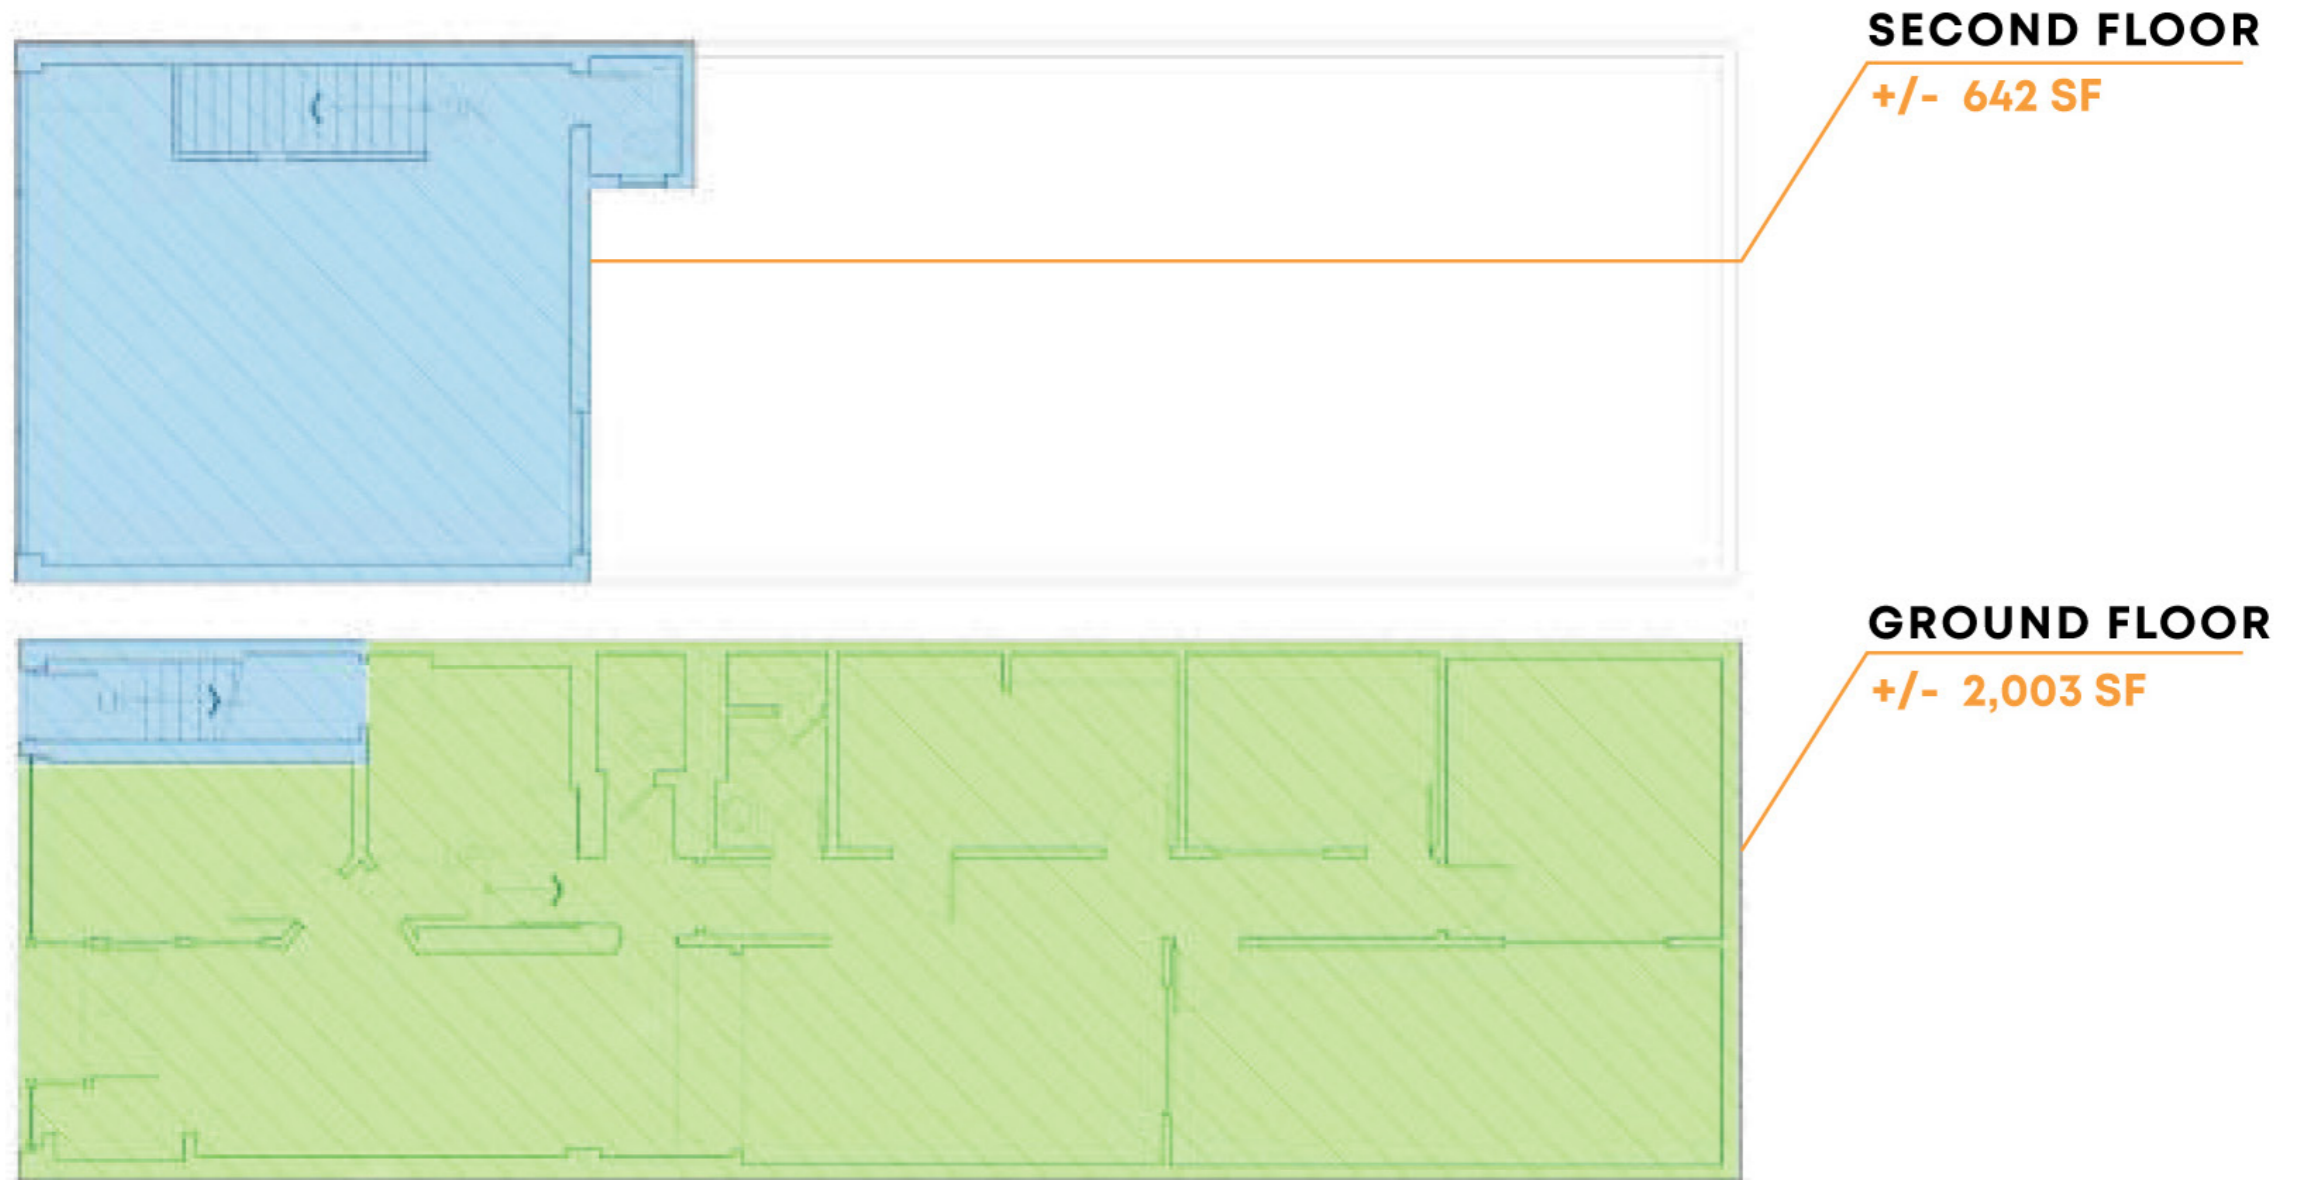 SECOND FLOOR
+/- 642 SF
GROUND FLOOR
+/- 2,003 SF